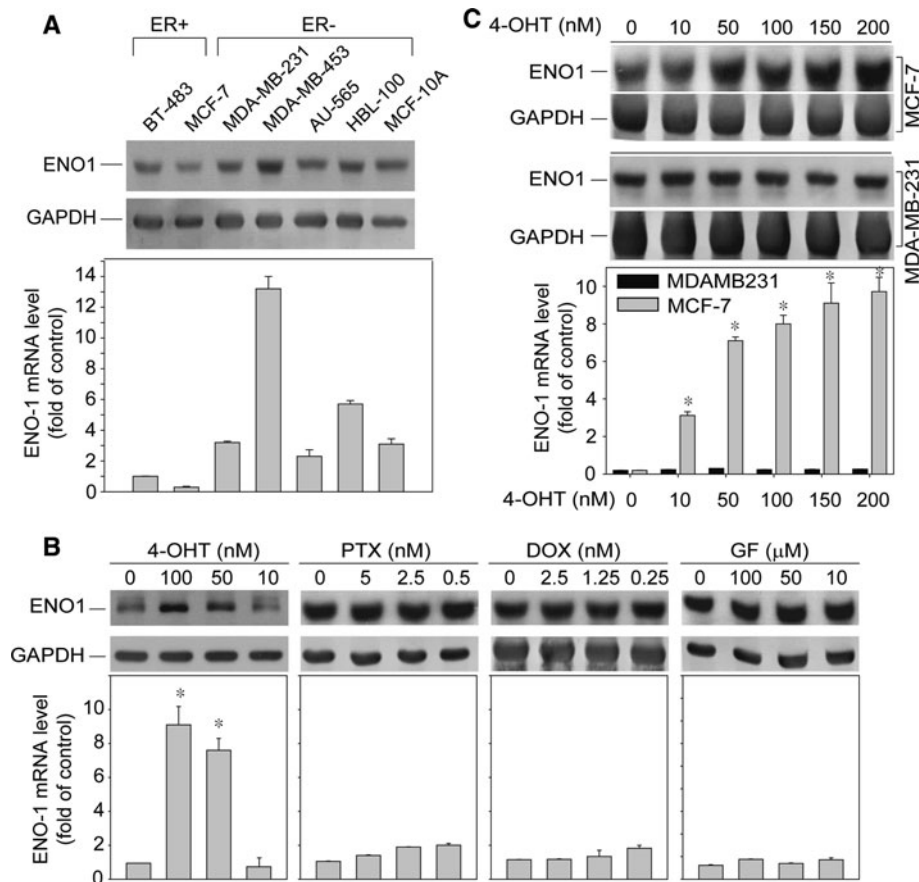 A
ER+ ER-
BT-483 MCF-7 MDA-MB-231 MDA-MB-453 AU-565 HBL-100 MCF-10A
ENO1
GAPDH
ENO-1 mRNA level
(fold of control)
14
12
10
8
6
4
2
0
B
4-OHT (nM) PTX (nM) DOX (nM) GF (μM)
0 100 50 10 0 5 2.5 0.5 0 2.5 1.25 0.25 0 100 50 10
ENO1
GAPDH
ENO-1 mRNA level
(fold of control)
10
8
6
4
2
0
* *
C
4-OHT (nM) 0 10 50 100 150 200
ENO1
GAPDH
MCF-7
ENO1
GAPDH
MDA-MB-231
MDAMB231
MCF-7
ENO-1 mRNA level
(fold of control)
10
8
6
4
2
0
* * * * *
4-OHT (nM) 0 10 50 100 150 200